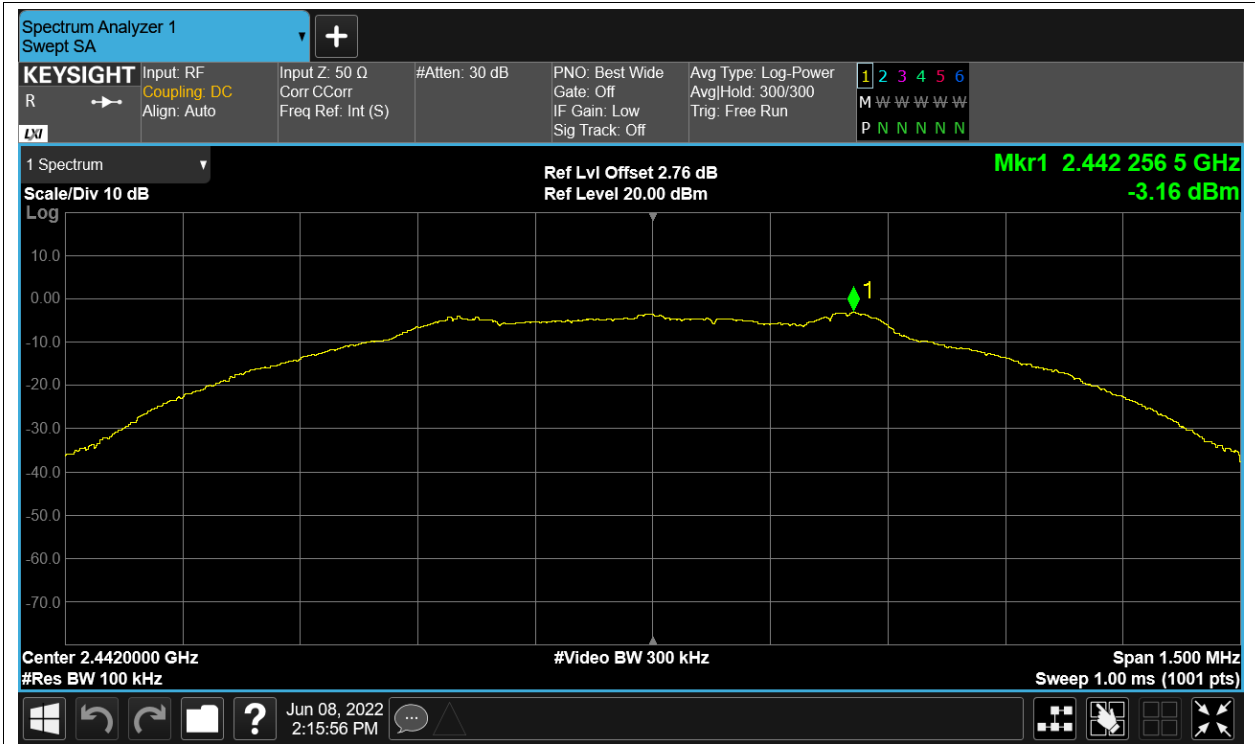 Spectrum Analyzer 1
Swept SA
KEYSIGHT
R
LXI
Input: RF
Coupling: DC
Align: Auto
Input Z: 50 Ω
Corr CCorr
Freq Ref: Int (S)
#Atten: 30 dB
PNO: Best Wide
Gate: Off
IF Gain: Low
Sig Track: Off
Avg Type: Log-Power
Avg|Hold: 300/300
Trig: Free Run
1 2 3 4 5 6
M W W W W W
P N N N N N
1 Spectrum
Scale/Div 10 dB
Log
Ref Lvl Offset 2.76 dB
Ref Level 20.00 dBm
Mkr1 2.442 256 5 GHz
-3.16 dBm
10.0
0.00
1
-10.0
-20.0
-30.0
-40.0
-50.0
-60.0
-70.0
Center 2.4420000 GHz
#Video BW 300 kHz
Span 1.500 MHz
#Res BW 100 kHz
Sweep 1.00 ms (1001 pts)
?
Jun 08, 2022
2:15:56 PM